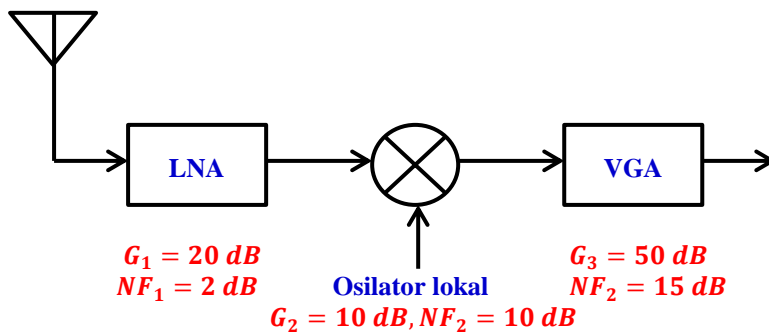 LNA
VGA
G₁ = 20 dB
NF₁ = 2 dB
Osilator lokal
G₂ = 10 dB, NF₂ = 10 dB
G₃ = 50 dB
NF₂ = 15 dB